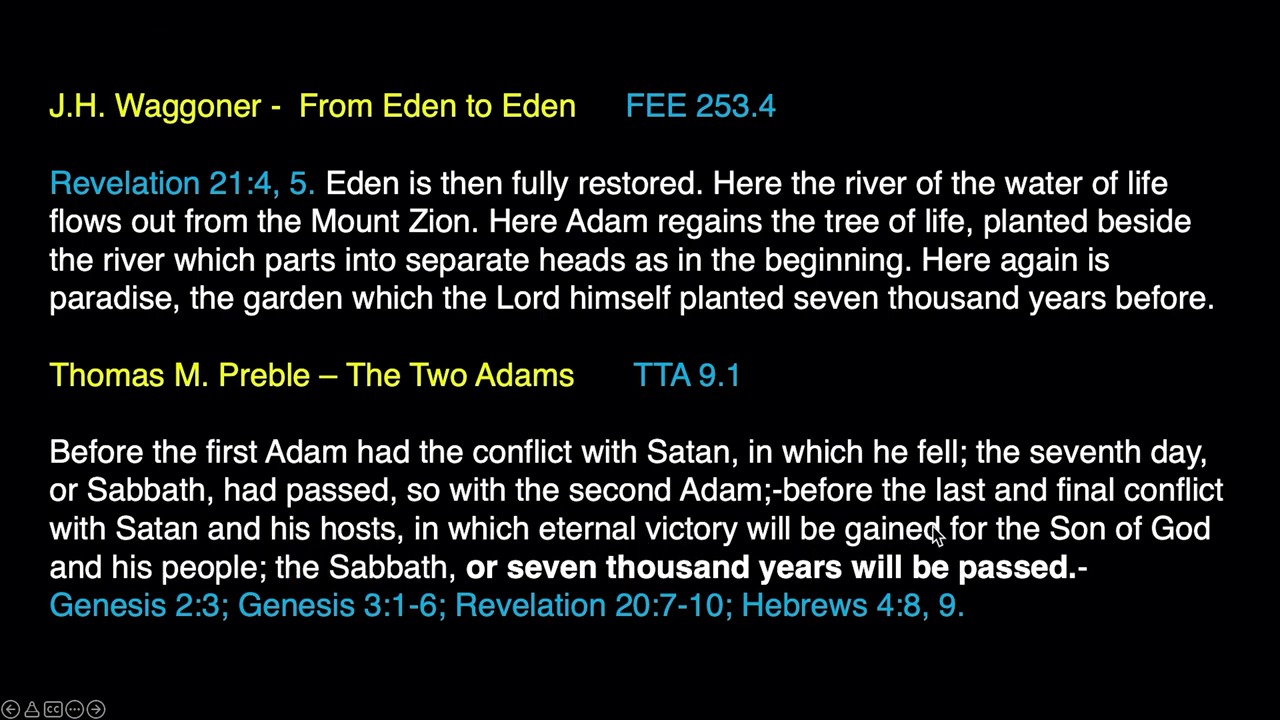 J.H. Waggoner - From Eden to Eden FEE 253.4
Revelation 21:4, 5. Eden is then fully restored. Here the river of the water of life
flows out from the Mount Zion. Here Adam regains the tree of life, planted beside
the river which parts into separate heads as in the beginning. Here again is
paradise, the garden which the Lord himself planted seven thousand years before.
Thomas M. Preble – The Two Adams TTA 9.1
Before the first Adam had the conflict with Satan, in which he fell; the seventh day,
or Sabbath, had passed, so with the second Adam;-before the last and final conflict
with Satan and his hosts, in which eternal victory will be gained for the Son of God
and his people; the Sabbath, or seven thousand years will be passed.-
Genesis 2:3; Genesis 3:1-6; Revelation 20:7-10; Hebrews 4:8, 9.
CC